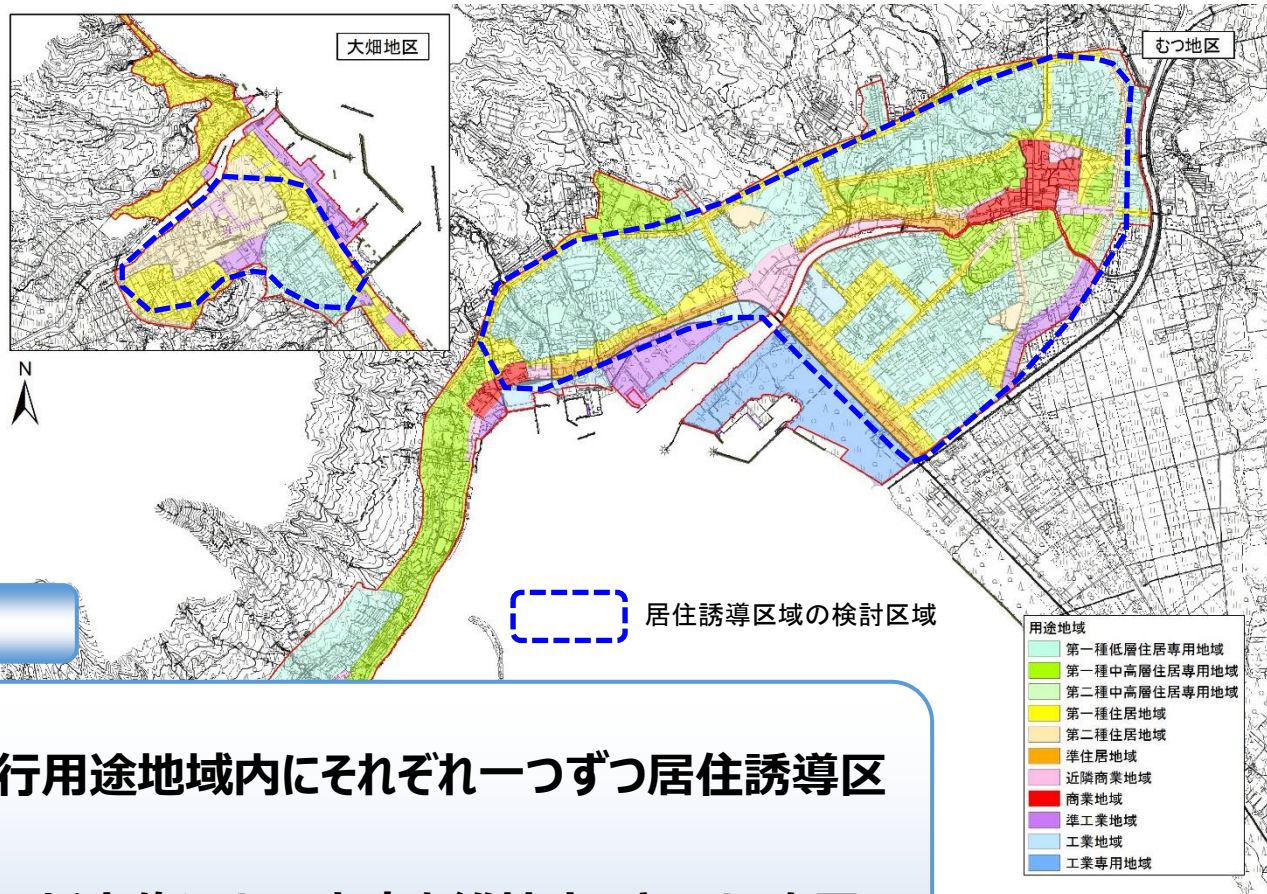 大畑地区
むつ地区
N
居住誘導区域の検討区域
用途地域
第一種低層住居専用地域
第一種中高層住居専用地域
第二種中高層住居専用地域
第一種住居地域
第二種住居地域
準住居地域
近隣商業地域
商業地域
準工業地域
工業地域
工業専用地域
行用途地域内にそれぞれ一つずつ居住誘導区